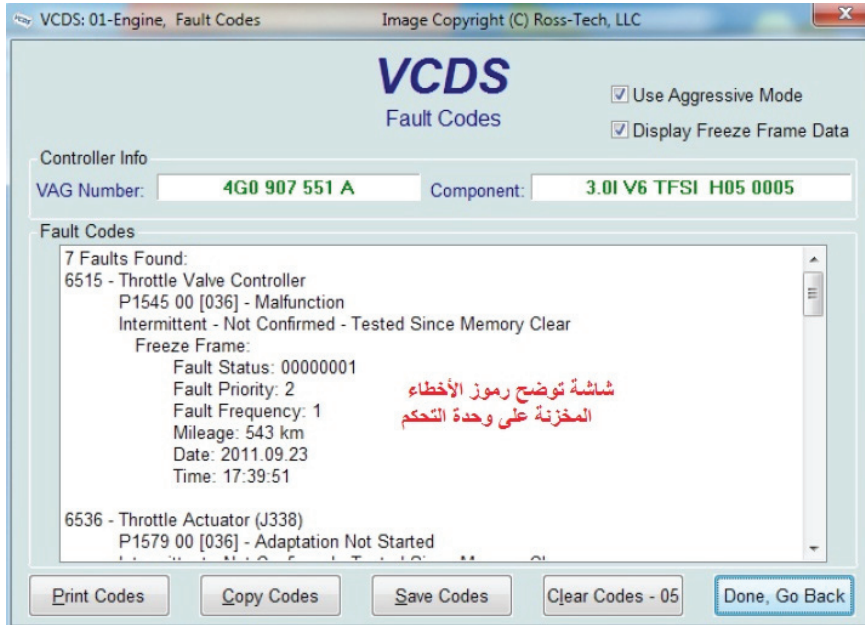 VCDS: 01-Engine, Fault Codes Image Copyright (C) Ross-Tech, LLC
VCDS
Fault Codes
Use Aggressive Mode
Display Freeze Frame Data
Controller Info
VAG Number: 4G0 907 551 A Component: 3.0l V6 TFSI H05 0005
Fault Codes
7 Faults Found:
6515 - Throttle Valve Controller
P1545 00 [036] - Malfunction
Intermittent - Not Confirmed - Tested Since Memory Clear
Freeze Frame:
Fault Status: 00000001
Fault Priority: 2
Fault Frequency: 1
Mileage: 543 km
Date: 2011.09.23
Time: 17:39:51
شاشة توضح رموز الأخطاء
المخزنة على وحدة التحكم
6536 - Throttle Actuator (J338)
P1579 00 [036] - Adaptation Not Started
Print Codes Copy Codes Save Codes Clear Codes - 05 Done, Go Back